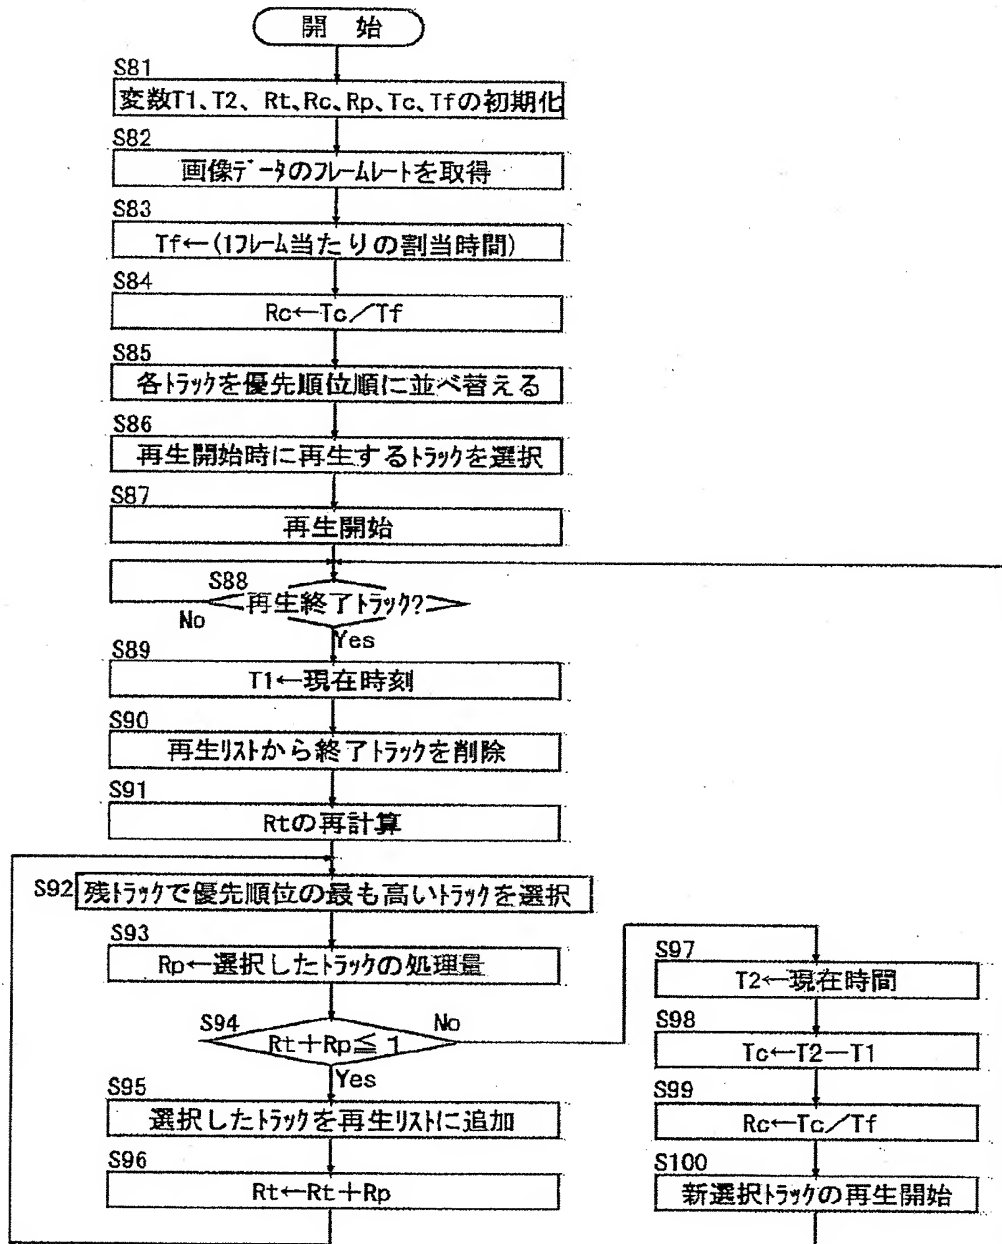 開 始
S81
変数T1、T2、Rt、Rc、Rp、Tc、Tfの初期化
S82
画像データのフレームレートを取得
S83
Tf←(1フレーム当たりの割当時間)
S84
Rc←Tc/Tf
S85
各トラックを優先順位順に並べ替える
S86
再生開始時に再生するトラックを選択
S87
再生開始
S88
再生終了トラック?
No
Yes
S89
T1←現在時刻
S90
再生リストから終了トラックを削除
S91
Rtの再計算
S92
残トラックで優先順位の最も高いトラックを選択
S93
Rp←選択したトラックの処理量
S94
Rt+Rp≦1
No
Yes
S95
選択したトラックを再生リストに追加
S96
Rt←Rt+Rp
S97
T2←現在時間
S98
Tc←T2−T1
S99
Rc←Tc/Tf
S100
新選択トラックの再生開始